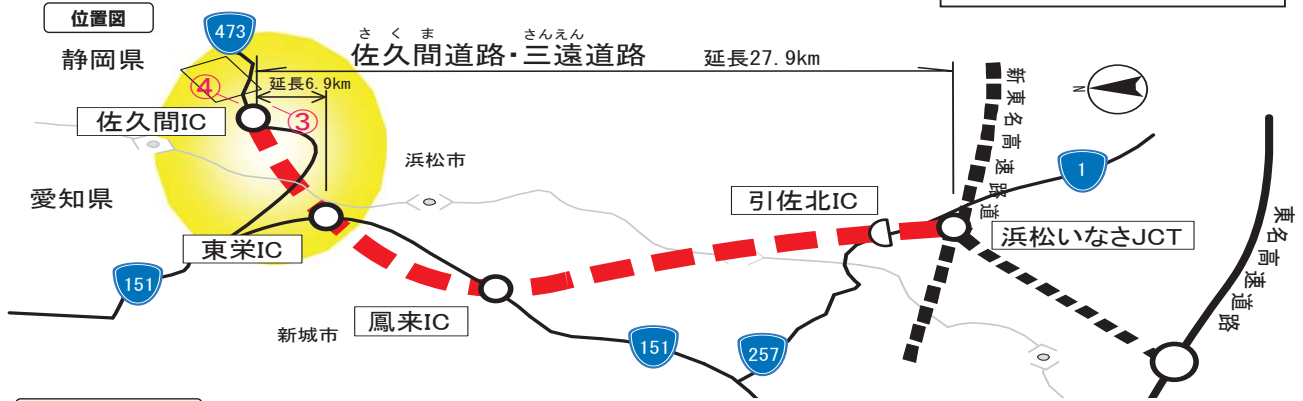 位置図
静岡県
473
さくま
さんえん
佐久間道路・三遠道路
延長27.9km
延長6.9km
④
③
佐久間IC
愛知県
浜松市
東栄IC
151
新城市
鳳来IC
151
257
引佐北IC
浜松いなさJCT
1
N
新東名高速道路
東名高速道路